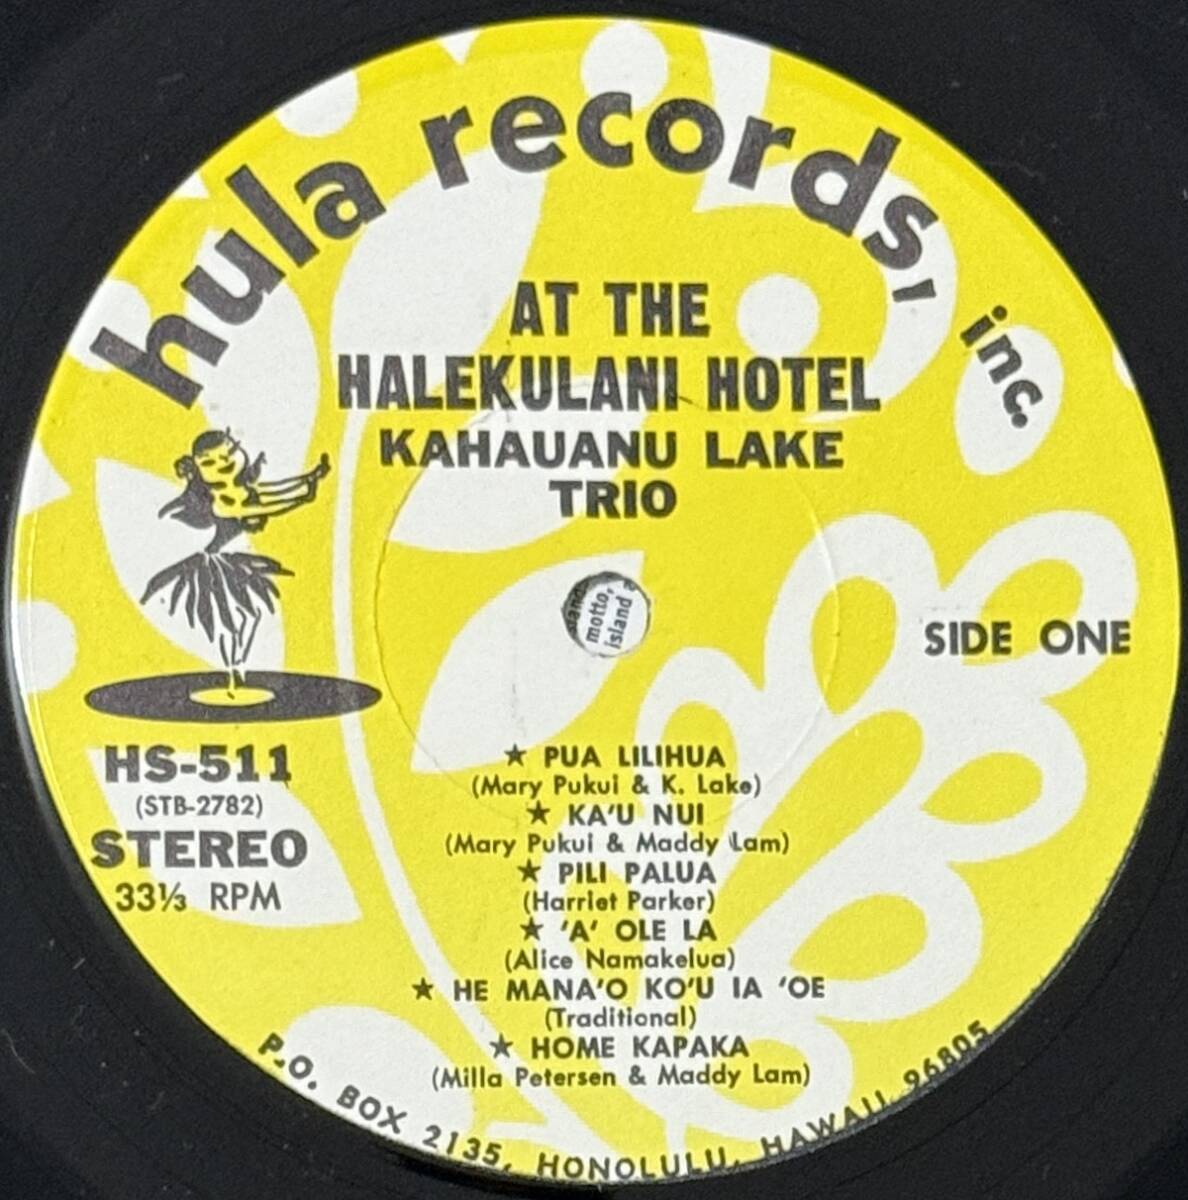 hula records, inc.
AT THE
HALEKULANI HOTEL
KAHAUANU LAKE
TRIO
motto,
island
SIDE ONE
HS-511
(STB-2782)
STEREO
33⅓ RPM
★ PUA LILIHUA
(Mary Pukui & K. Lake)
★ KA'U NUI
(Mary Pukui & Maddy Lam)
★ PILI PALUA
(Harriet Parker)
★ 'A' OLE LA
(Alice Namakelua)
★ HE MANA'O KO'U IA 'OE
(Traditional)
★ HOME KAPAKA
(Milla Petersen & Maddy Lam)
P.O. BOX 2135, HONOLULU, HAWAII 96805